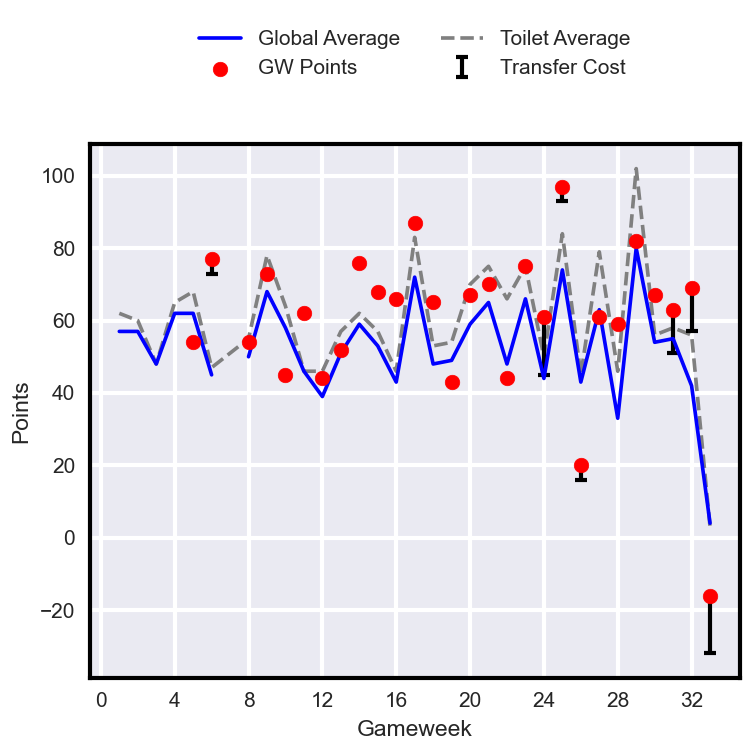 Global Average
Toilet Average
GW Points
Transfer Cost
100
80
60
40
20
0
−20
Points
0 4 8 12 16 20 24 28 32
Gameweek